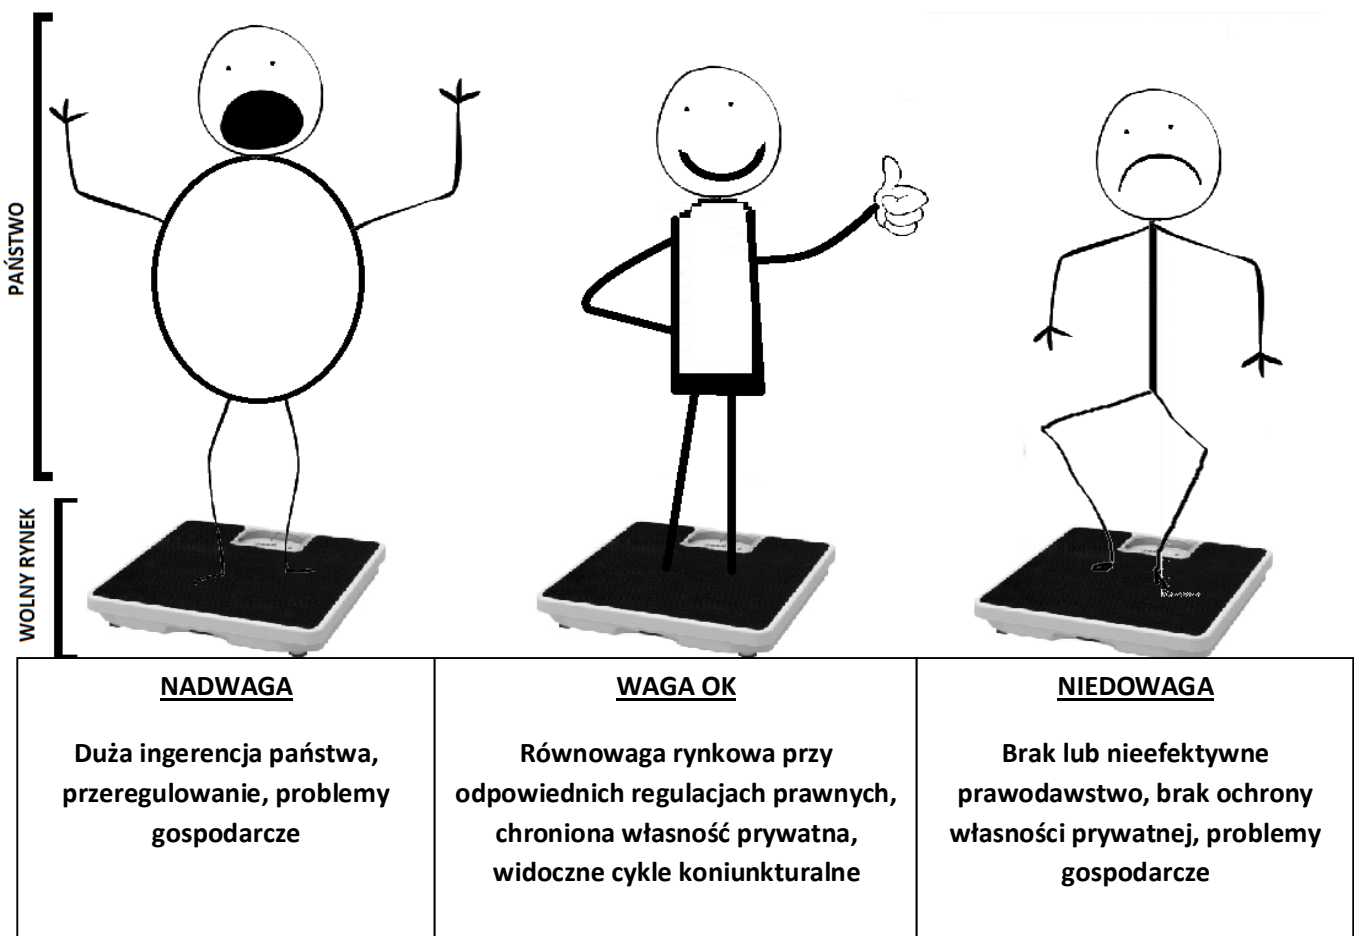 PAŃSTWO
WOLNY RYNEK
NADWAGA
Duża ingerencja państwa,
przeregulowanie, problemy
gospodarcze
WAGA OK
Równowaga rynkowa przy
odpowiednich regulacjach prawnych,
chroniona własność prywatna,
widoczne cykle koniunkturalne
NIEDOWAGA
Brak lub nieefektywne
prawodawstwo, brak ochrony
własności prywatnej, problemy
gospodarcze